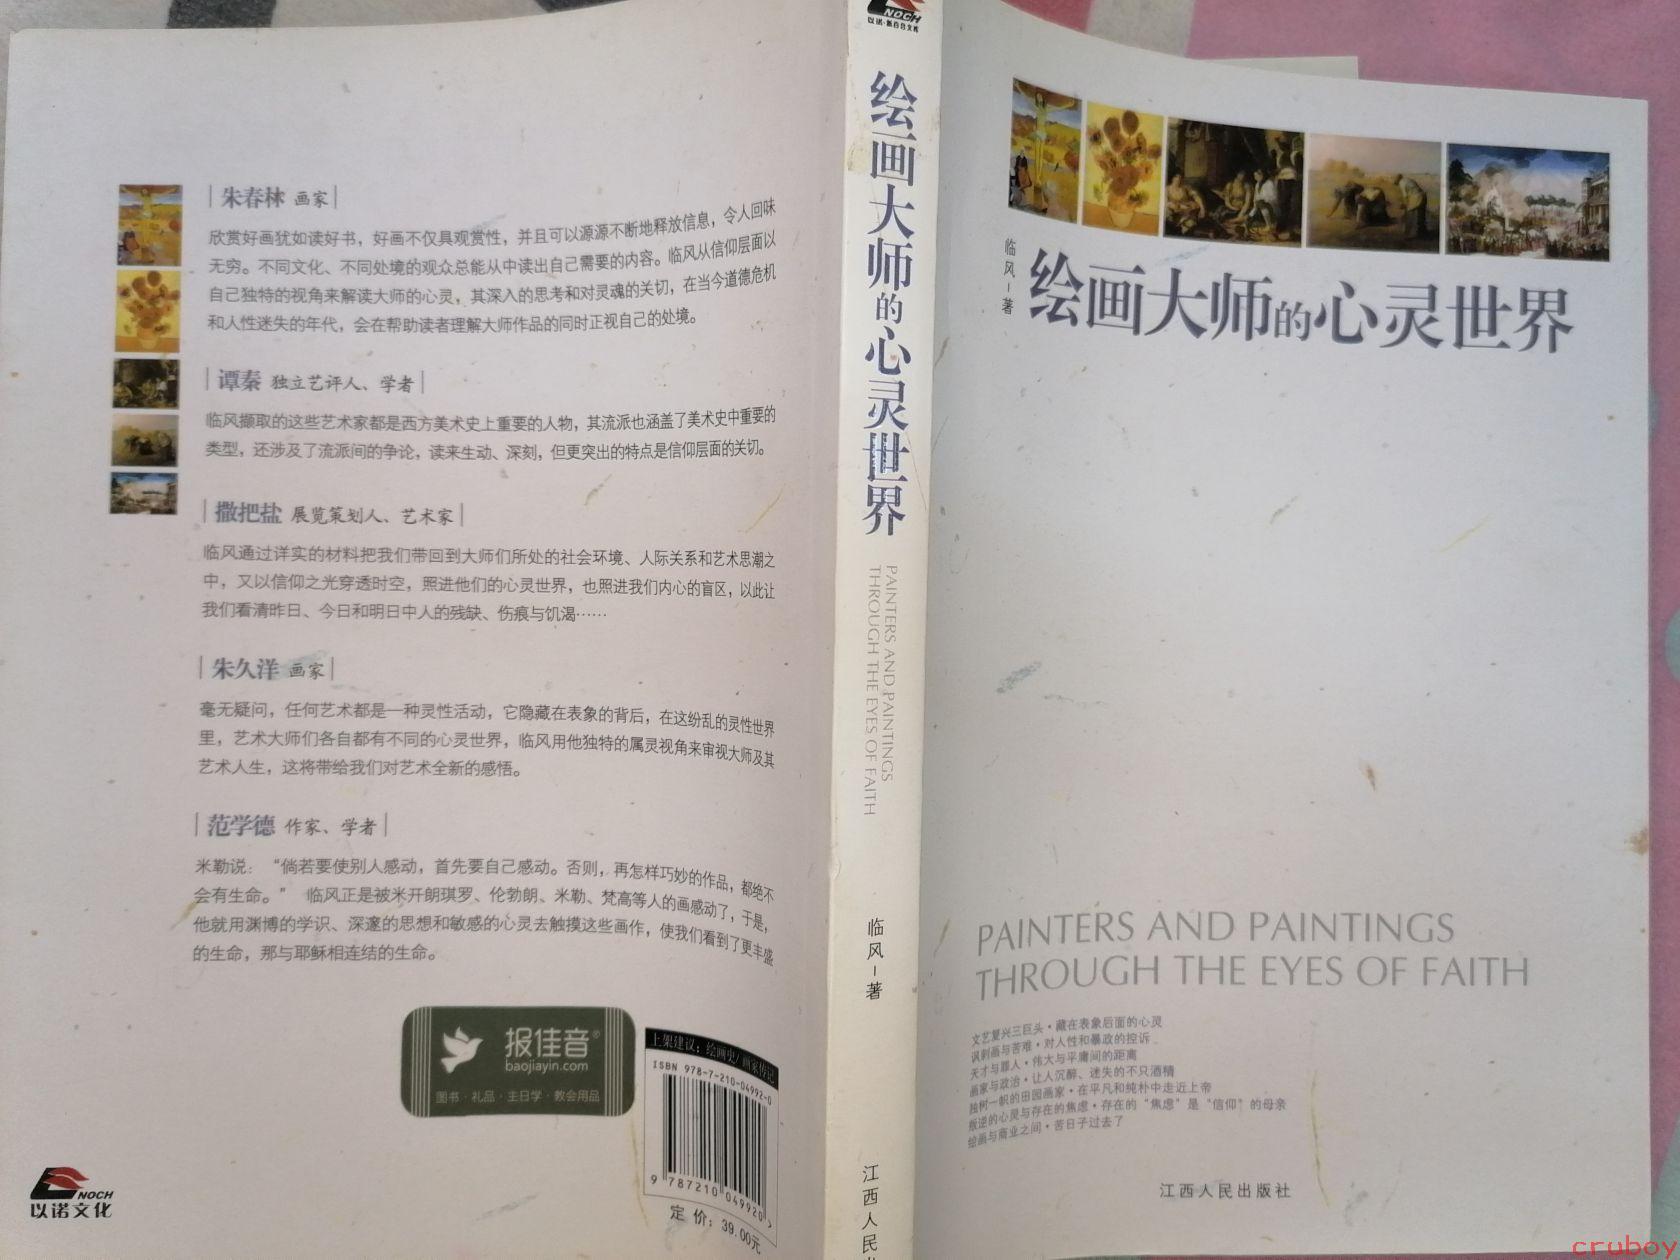 朱春林 画家
欣赏好画犹如读好书，好画不仅具观赏性，并且可以源源不断地释放信息，令人回味
无穷。不同文化、不同处境的观众总能从中读出自己需要的内容。临风从信仰层面以
自己独特的视角来解读大师的心灵，其深入的思考和对灵魂的关切，在当今道德危机
和人性迷失的年代，会在帮助读者理解大师作品的同时正视自己的处境。
谭秦 独立艺评人、学者
临风撷取的这些艺术家都是西方美术史上重要的人物，其流派也涵盖了美术史中重要的
类型，还涉及了流派间的争论，读来生动、深刻，但更突出的特点是信仰层面的关切。
撒把盐 展览策划人、艺术家
临风通过详实的材料把我们带回到大师们所处的社会环境、人际关系和艺术思潮之
中，又以信仰之光穿透时空，照进他们的心灵世界，也照进我们内心的盲区，以此让
我们看清昨日、今日和明日中人的残缺、伤痕与饥渴……
朱久洋 画家
毫无疑问，任何艺术都是一种灵性活动，它隐藏在表象的背后，在这纷乱的灵性世界
里，艺术大师们各自都有不同的心灵世界，临风用他独特的属灵视角来审视大师及其
艺术人生，这将带给我们对艺术全新的感悟。
范学德 作家、学者
米勒说：“倘若要使别人感动，首先要自己感动。否则，再怎样巧妙的作品，都绝不
会有生命。” 临风正是被米开朗琪罗、伦勃朗、米勒、梵高等人的画感动了，于是，
他就用渊博的学识、深邃的思想和敏感的心灵去触摸这些画作，使我们看到了更丰盛
的生命，那与耶稣相连结的生命。
报佳音®
baojiayin.com
图书·礼品·主日学·教会用品
上架建议：绘画史/画家传记
ISBN 978-7-210-04992-0
9 787210 049920 >
定价：39.00元
ENOCH
以诺文化
ENOCH
以诺·新百合文库
绘画大师的心灵世界
PAINTERS AND PAINTINGS
THROUGH THE EYES OF FAITH
临风－著
江西人民
临风－著
绘画大师的心灵世界
PAINTERS AND PAINTINGS
THROUGH THE EYES OF FAITH
文艺复兴三巨头·藏在表象后面的心灵
讽刺画与苦难·对人性和暴政的控诉
天才与罪人·伟大与平庸间的距离
画家与政治·让人沉醉、迷失的不只酒精
独树一帜的田园画家·在平凡和纯朴中走近上帝
叛逆的心灵与存在的焦虑·存在的“焦虑”是“信仰”的母亲
绘画与商业之间·苦日子过去了
江西人民出版社
cruboy